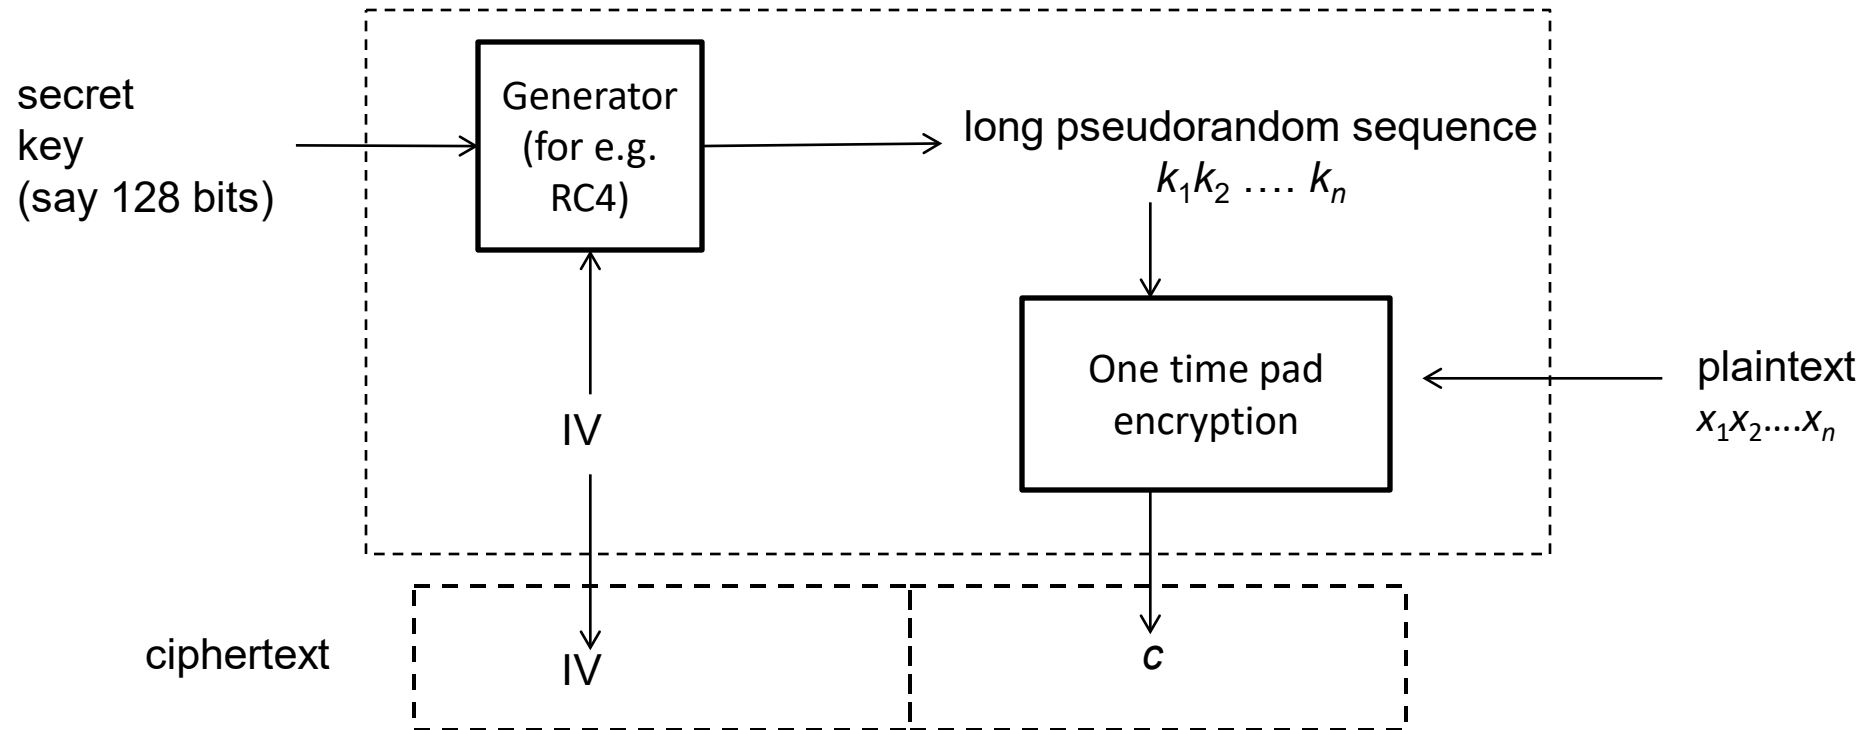 secret
key
(say 128 bits)
Generator
(for e.g.
RC4)
long pseudorandom sequence
k₁k₂ …. kₙ
One time pad
encryption
plaintext
x₁x₂....xₙ
IV
ciphertext
IV
c